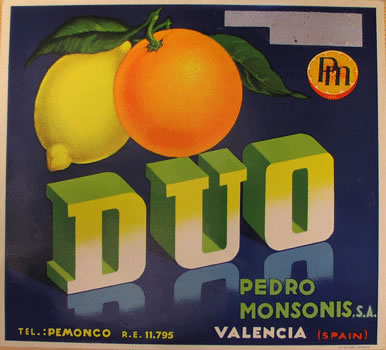 Pm
DUO
PEDRO
MONSONIS, S.A.
TEL.: PEMONCO R.E. 11.795 VALENCIA (SPAIN)